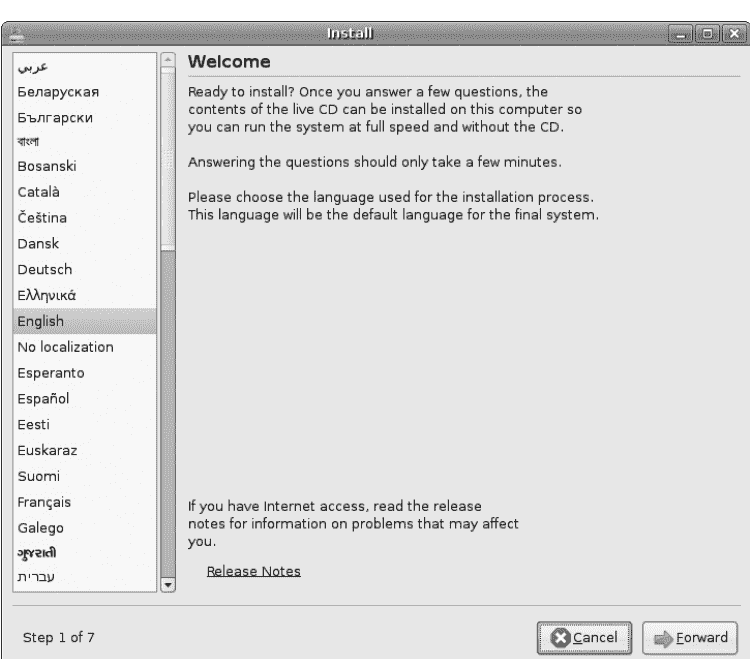 Install
عربي
Беларуская
Български
বাংলা
Bosanski
Català
Čeština
Dansk
Deutsch
Ελληνικά
English
No localization
Esperanto
Español
Eesti
Euskaraz
Suomi
Français
Galego
ગુજરાતી
עברית
Welcome
Ready to install? Once you answer a few questions, the
contents of the live CD can be installed on this computer so
you can run the system at full speed and without the CD.
Answering the questions should only take a few minutes.
Please choose the language used for the installation process.
This language will be the default language for the final system.
If you have Internet access, read the release
notes for information on problems that may affect
you.
Release Notes
Step 1 of 7
Cancel
Forward